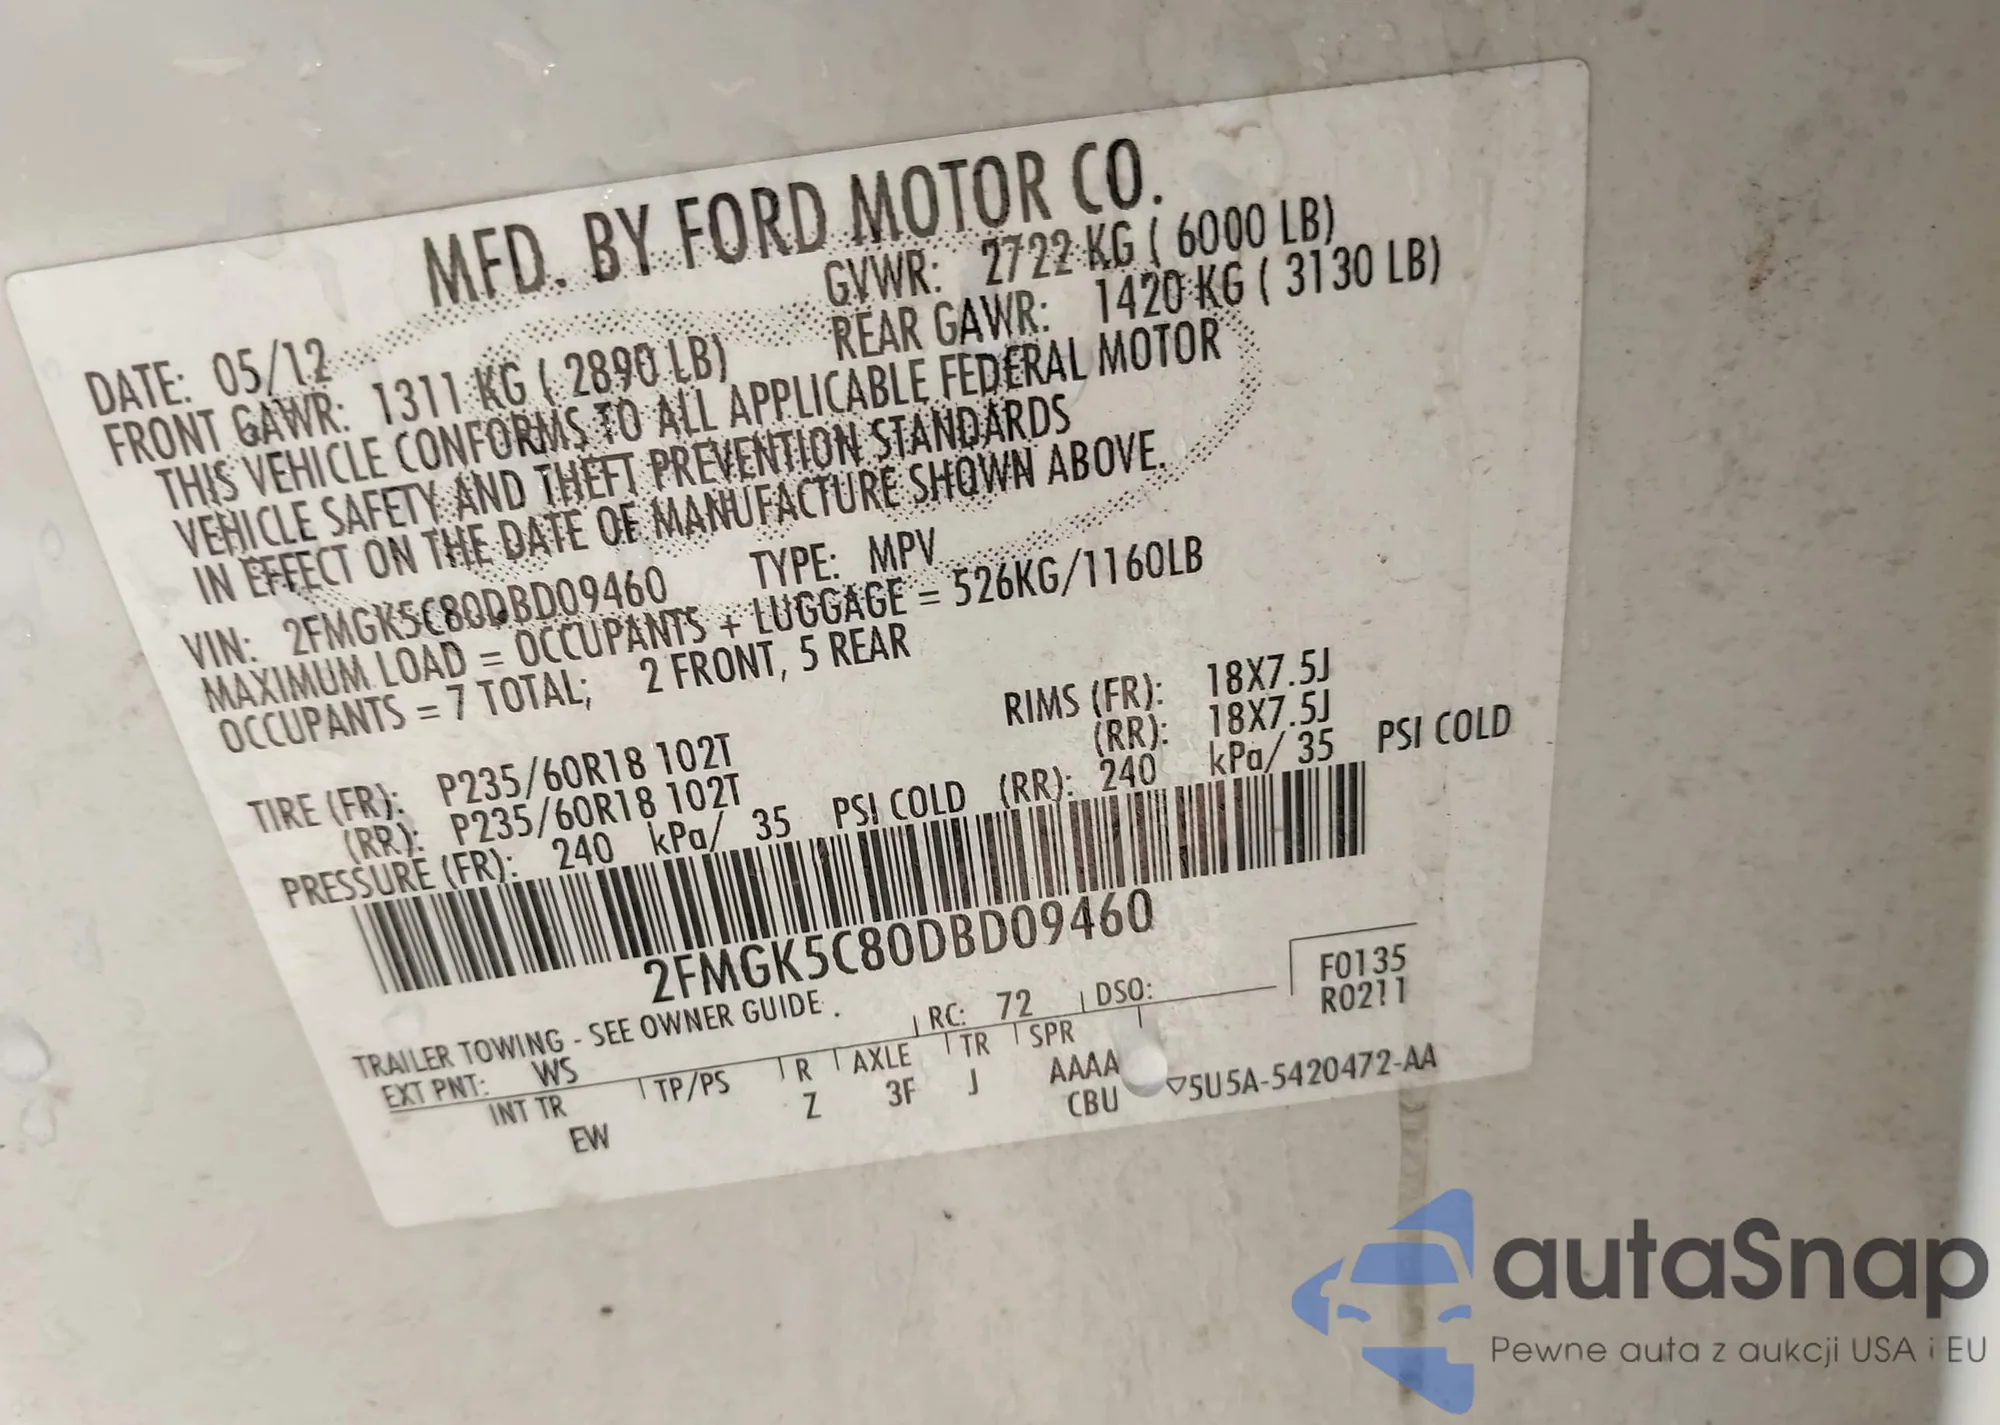 MFD. BY FORD MOTOR CO.
DATE: 05/12 GVWR: 2722 KG ( 6000 LB)
FRONT GAWR: 1311 KG ( 2890 LB) REAR GAWR: 1420 KG ( 3130 LB)
THIS VEHICLE CONFORMS TO ALL APPLICABLE FEDERAL MOTOR
VEHICLE SAFETY AND THEFT PREVENTION STANDARDS
IN EFFECT ON THE DATE OF MANUFACTURE SHOWN ABOVE.
VIN: 2FMGK5C80DBD09460 TYPE: MPV
MAXIMUM LOAD = OCCUPANTS + LUGGAGE = 526KG/1160LB
OCCUPANTS = 7 TOTAL; 2 FRONT, 5 REAR
TIRE (FR): P235/60R18 102T RIMS (FR): 18X7.5J
(RR): P235/60R18 102T (RR): 18X7.5J
PRESSURE (FR): 240 kPa/ 35 PSI COLD (RR): 240 kPa/ 35 PSI COLD
2FMGK5C80DBD09460
F0135
R0211
TRAILER TOWING - SEE OWNER GUIDE .
EXT PNT: WS RC: 72 DSO:
INT TR TP/PS R AXLE TR SPR
EW Z 3F J AAAA
CBU
5U5A-5420472-AA
autaSnap
Pewne auta z aukcji USA i EU